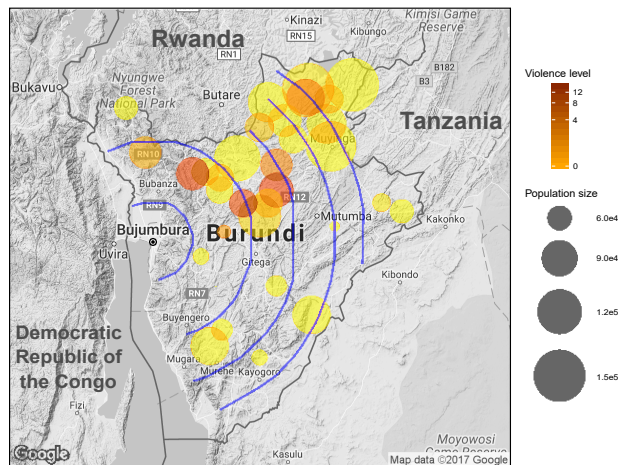 Kinazi
Kimisi Game
Reserve
RN15
Kibungo
Rwanda
RN1
B182
B3
Bukavu
Nyungwe
Forest
National Park
Butare
Tanzania
Muyinga
RN10
Bubanza
RN12
RN9
Mutumba
Kakonko
Bujumbura
Burundi
Uvira
Gitega
Kibondo
RN7
Buyengero
Democratic
Republic of
the Congo
Mugara
Murehe
Kayogoro
Fizi
Moyowosi
Game Reserve
Kasulu
Google
Map data ©2017 Google
Violence level
12
8
4
0
Population size
6.0e4
9.0e4
1.2e5
1.5e5